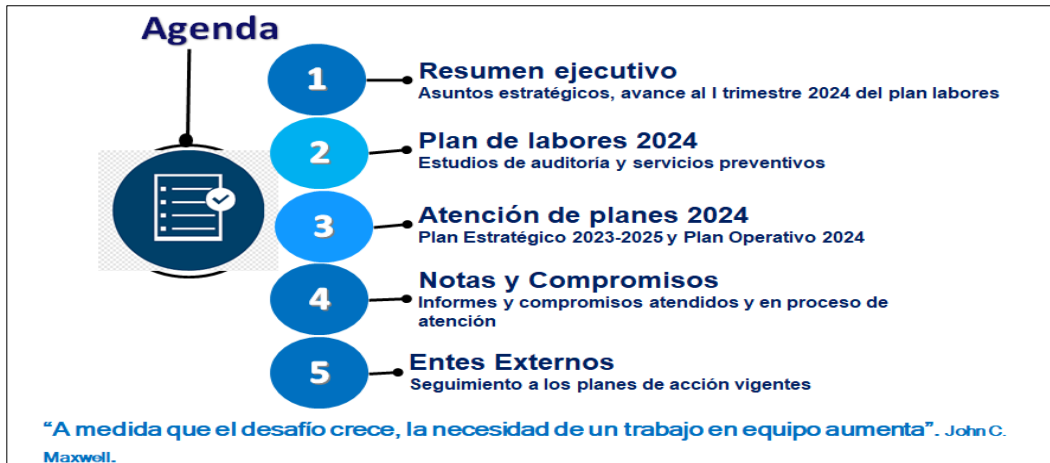 Agenda
1
Resumen ejecutivo
Asuntos estratégicos, avance al I trimestre 2024 del plan labores
2
Plan de labores 2024
Estudios de auditoría y servicios preventivos
3
Atención de planes 2024
Plan Estratégico 2023-2025 y Plan Operativo 2024
4
Notas y Compromisos
Informes y compromisos atendidos y en proceso de
atención
5
Entes Externos
Seguimiento a los planes de acción vigentes
“A medida que el desafío crece, la necesidad de un trabajo en equipo aumenta”. John C.
Maxwell.